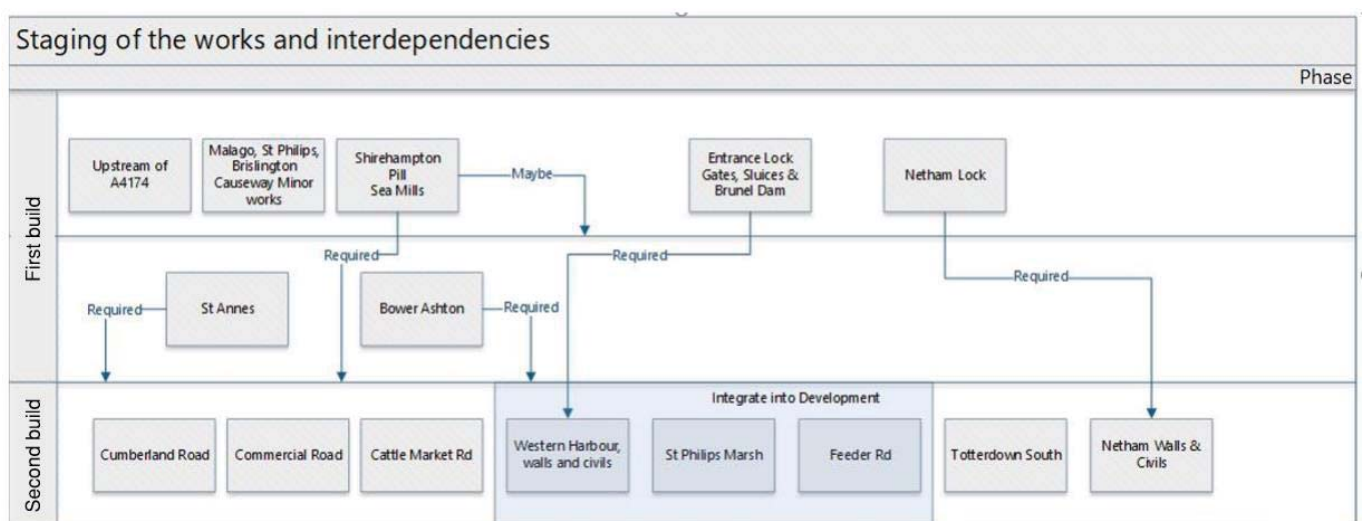 Staging of the works and interdependencies
Phase
First build
Upstream of
A4174
Malago, St Philips,
Brislington
Causeway Minor
works
Shirehampton
Pill
Sea Mills
Maybe
Entrance Lock
Gates, Sluices &
Brunel Dam
Netham Lock
Required
Required
Required
Required
St Annes
Bower Ashton
Required
Second build
Integrate into Development
Cumberland Road
Commercial Road
Cattle Market Rd
Western Harbour,
walls and civils
St Philips Marsh
Feeder Rd
Totterdown South
Netham Walls &
Civils